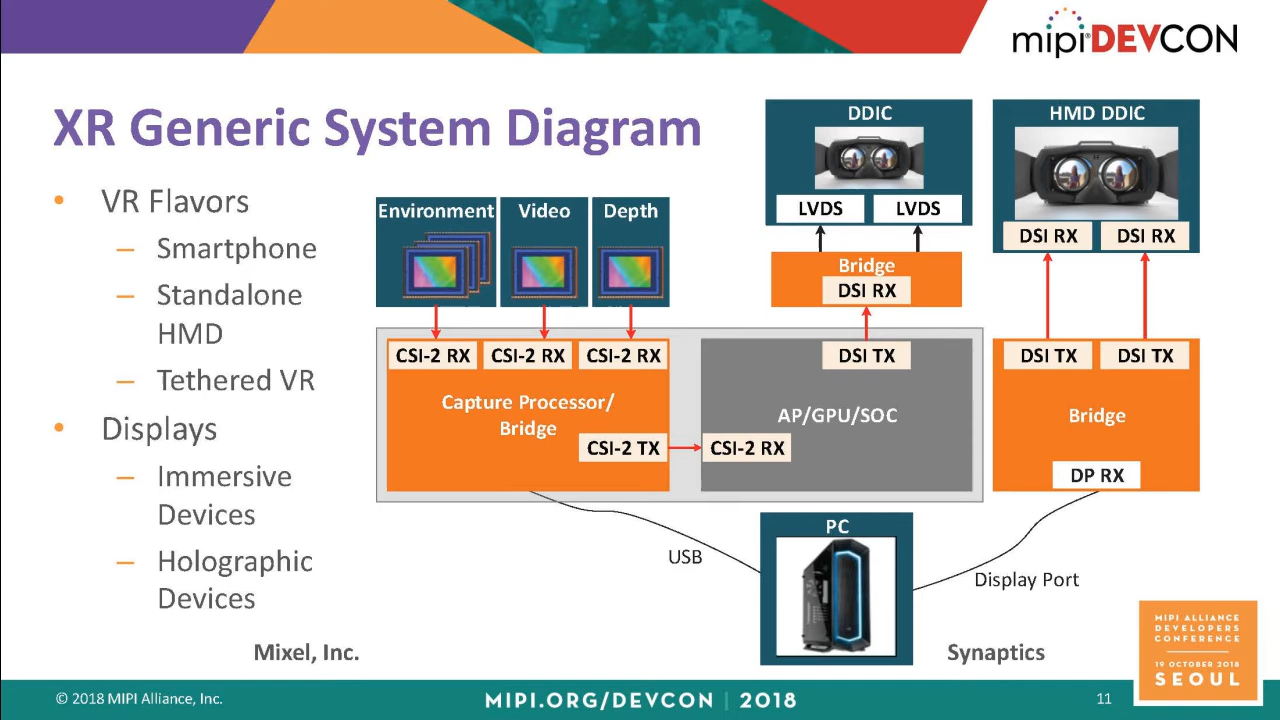 mipi® DEVCON
XR Generic System Diagram
• VR Flavors
– Smartphone
– Standalone
HMD
– Tethered VR
• Displays
– Immersive
Devices
– Holographic
Devices
Environment
Video
Depth
CSI-2 RX
CSI-2 RX
CSI-2 RX
Capture Processor/
Bridge
CSI-2 TX
CSI-2 RX
AP/GPU/SOC
DSI TX
DDIC
LVDS
LVDS
Bridge
DSI RX
HMD DDIC
DSI RX
DSI RX
DSI TX
DSI TX
Bridge
DP RX
PC
USB
Display Port
Mixel, Inc.
Synaptics
MIPI ALLIANCE
DEVELOPERS
CONFERENCE
19 OCTOBER 2018
SEOUL
© 2018 MIPI Alliance, Inc.
MIPI.ORG/DEVCON | 2018
11